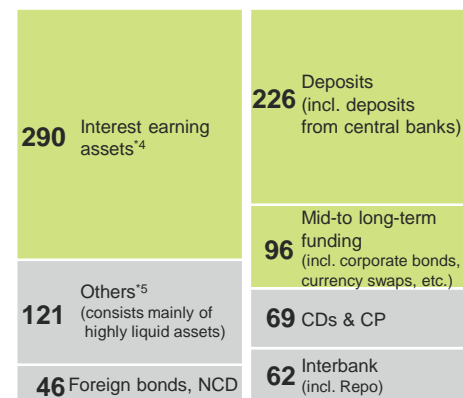 290 Interest earning
assets*4
121 Others*5
(consists mainly of
highly liquid assets)
46 Foreign bonds, NCD
226 Deposits
(incl. deposits
from central banks)
96 Mid-to long-term
funding
(incl. corporate bonds,
currency swaps, etc.)
69 CDs & CP
62 Interbank
(incl. Repo)